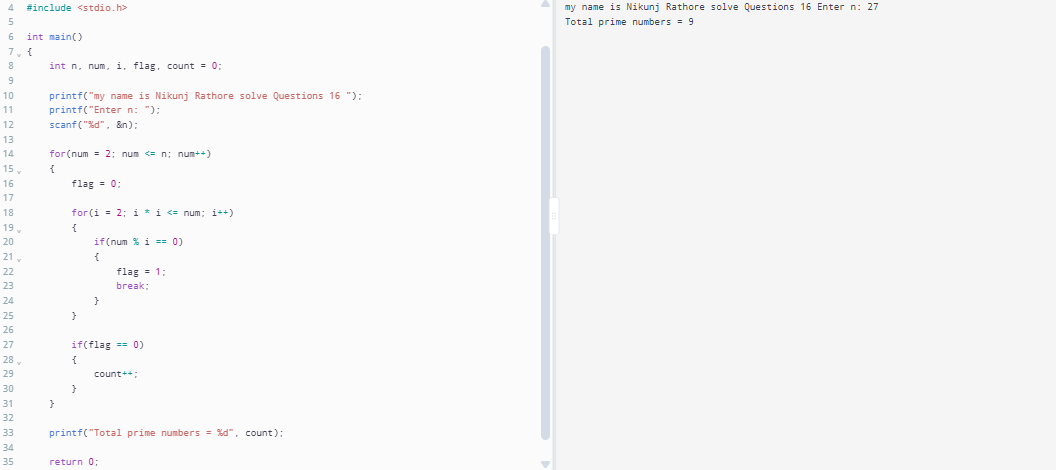 4 #include <stdio.h>
5
6 int main()
7 {
8     int n, num, i, flag, count = 0;
9
10     printf("my name is Nikunj Rathore solve Questions 16 ");
11     printf("Enter n: ");
12     scanf("%d", &n);
13
14     for(num = 2; num <= n; num++)
15     {
16         flag = 0;
17
18         for(i = 2; i * i <= num; i++)
19         {
20             if(num % i == 0)
21             {
22                 flag = 1;
23                 break;
24             }
25         }
26
27         if(flag == 0)
28         {
29             count++;
30         }
31     }
32
33     printf("Total prime numbers = %d", count);
34
35     return 0;
my name is Nikunj Rathore solve Questions 16 Enter n: 27
Total prime numbers = 9